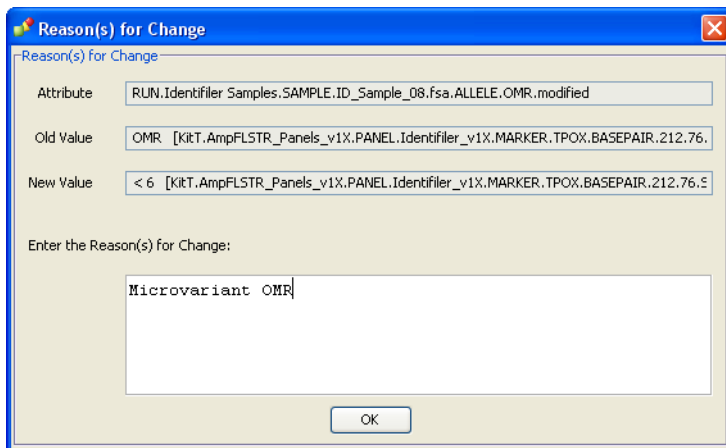 Reason(s) for Change
Reason(s) for Change
Attribute RUN.Identifiler Samples.SAMPLE.ID_Sample_08.fsa.ALLELE.OMR.modified
Old Value OMR [KitT.AmpFLSTR_Panels_v1X.PANEL.Identifiler_v1X.MARKER.TPOX.BASEPAIR.212.76.
New Value < 6 [KitT.AmpFLSTR_Panels_v1X.PANEL.Identifiler_v1X.MARKER.TPOX.BASEPAIR.212.76.S
Enter the Reason(s) for Change:
Microvariant OMR
OK